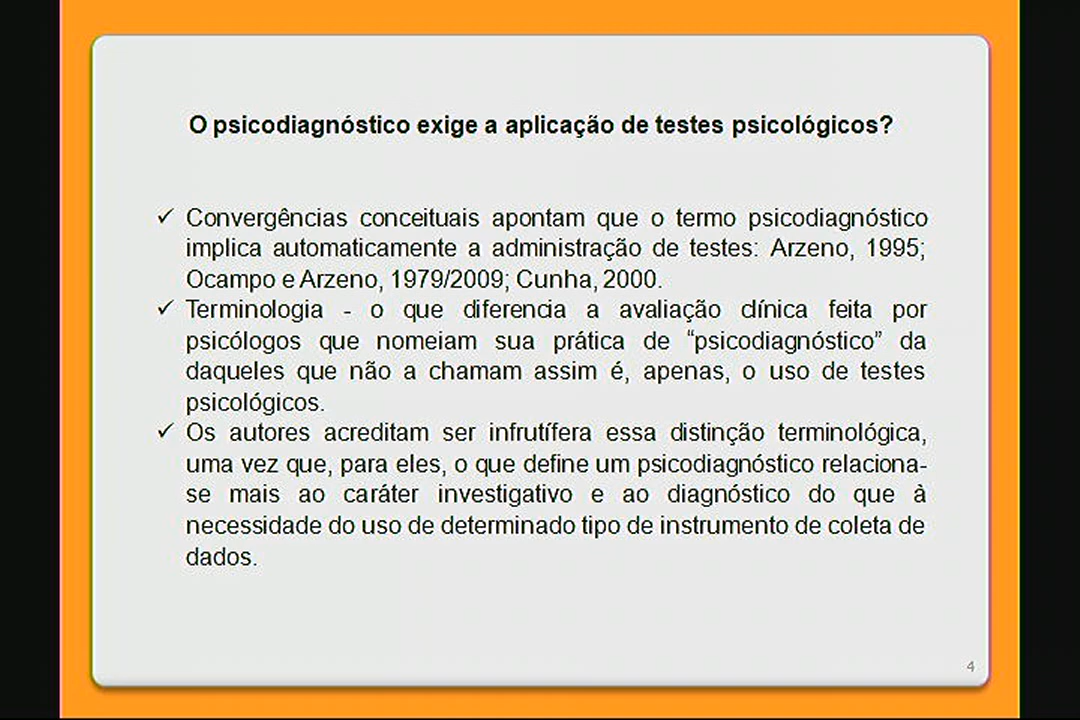 O psicodiagnóstico exige a aplicação de testes psicológicos?
✓ Convergências conceituais apontam que o termo psicodiagnóstico
implica automaticamente a administração de testes: Arzeno, 1995;
Ocampo e Arzeno, 1979/2009; Cunha, 2000.
✓ Terminologia - o que diferencia a avaliação clínica feita por
psicólogos que nomeiam sua prática de “psicodiagnóstico” da
daqueles que não a chamam assim é, apenas, o uso de testes
psicológicos.
✓ Os autores acreditam ser infrutífera essa distinção terminológica,
uma vez que, para eles, o que define um psicodiagnóstico relaciona-
se mais ao caráter investigativo e ao diagnóstico do que à
necessidade do uso de determinado tipo de instrumento de coleta de
dados.
4